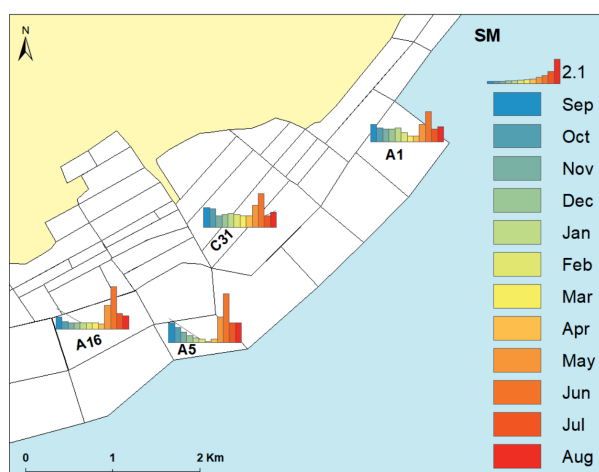 N
SM
2.1
Sep
Oct
Nov
Dec
Jan
Feb
Mar
Apr
May
Jun
Jul
Aug
A1
C31
A16
A5
0 1 2 Km